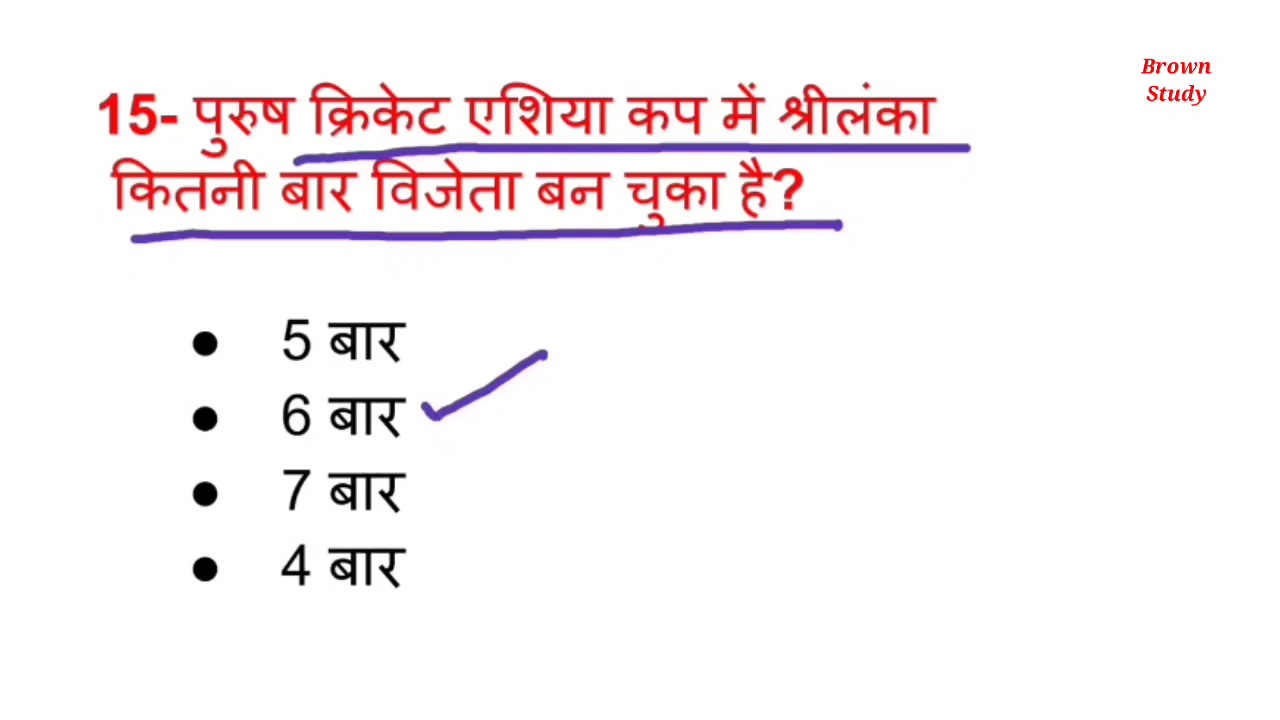 Brown
Study
15- पुरुष क्रिकेट एशिया कप में श्रीलंका
कितनी बार विजेता बन चुका है?
● 5 बार
● 6 बार
● 7 बार
● 4 बार